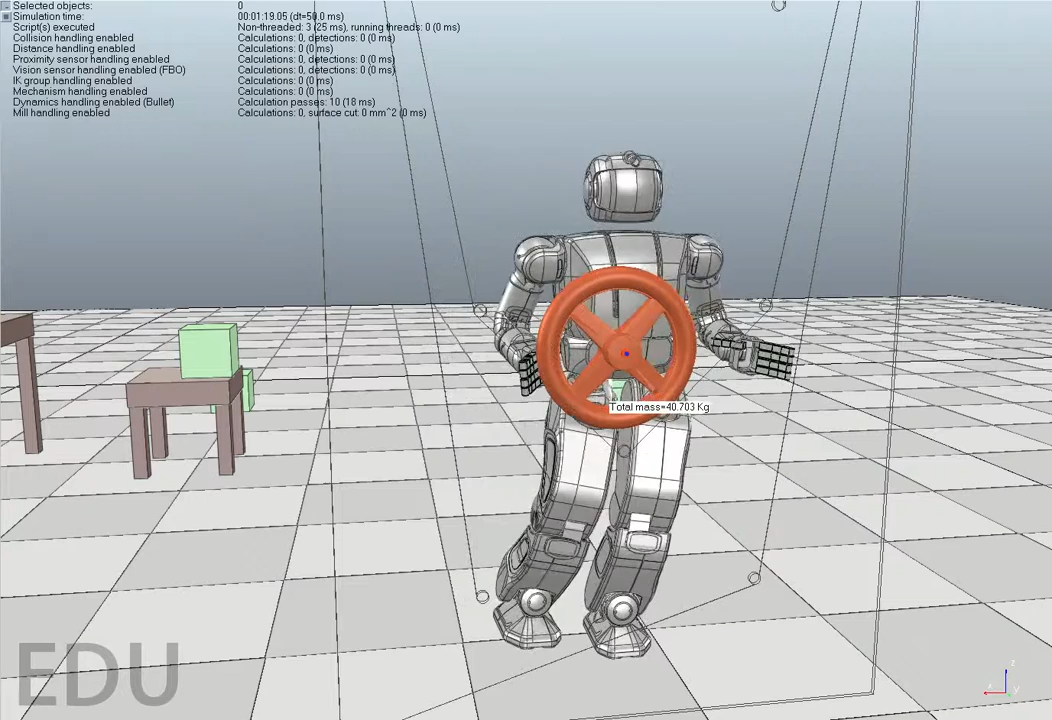 Selected objects: 0
Simulation time: 00:01:19.05 (dt=50.0 ms)
Script(s) executed Non-threaded: 3 (25 ms), running threads: 0 (0 ms)
Collision handling enabled Calculations: 0, detections: 0 (0 ms)
Distance handling enabled Calculations: 0 (0 ms)
Proximity sensor handling enabled Calculations: 0, detections: 0 (0 ms)
Vision sensor handling enabled (FBO) Calculations: 0, detections: 0 (0 ms)
IK group handling enabled Calculations: 0 (0 ms)
Mechanism handling enabled Calculations: 0 (0 ms)
Dynamics handling enabled (Bullet) Calculation passes: 10 (18 ms)
Mill handling enabled Calculations: 0, surface cut: 0 mm^2 (0 ms)
Total mass=40.703 Kg
EDU
z
x
y